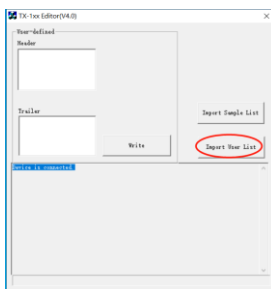 TX-1xx Editor(V4.0)
User-defined
Header
Trailer
Import Sample List
Write
Import User List
Device is connected